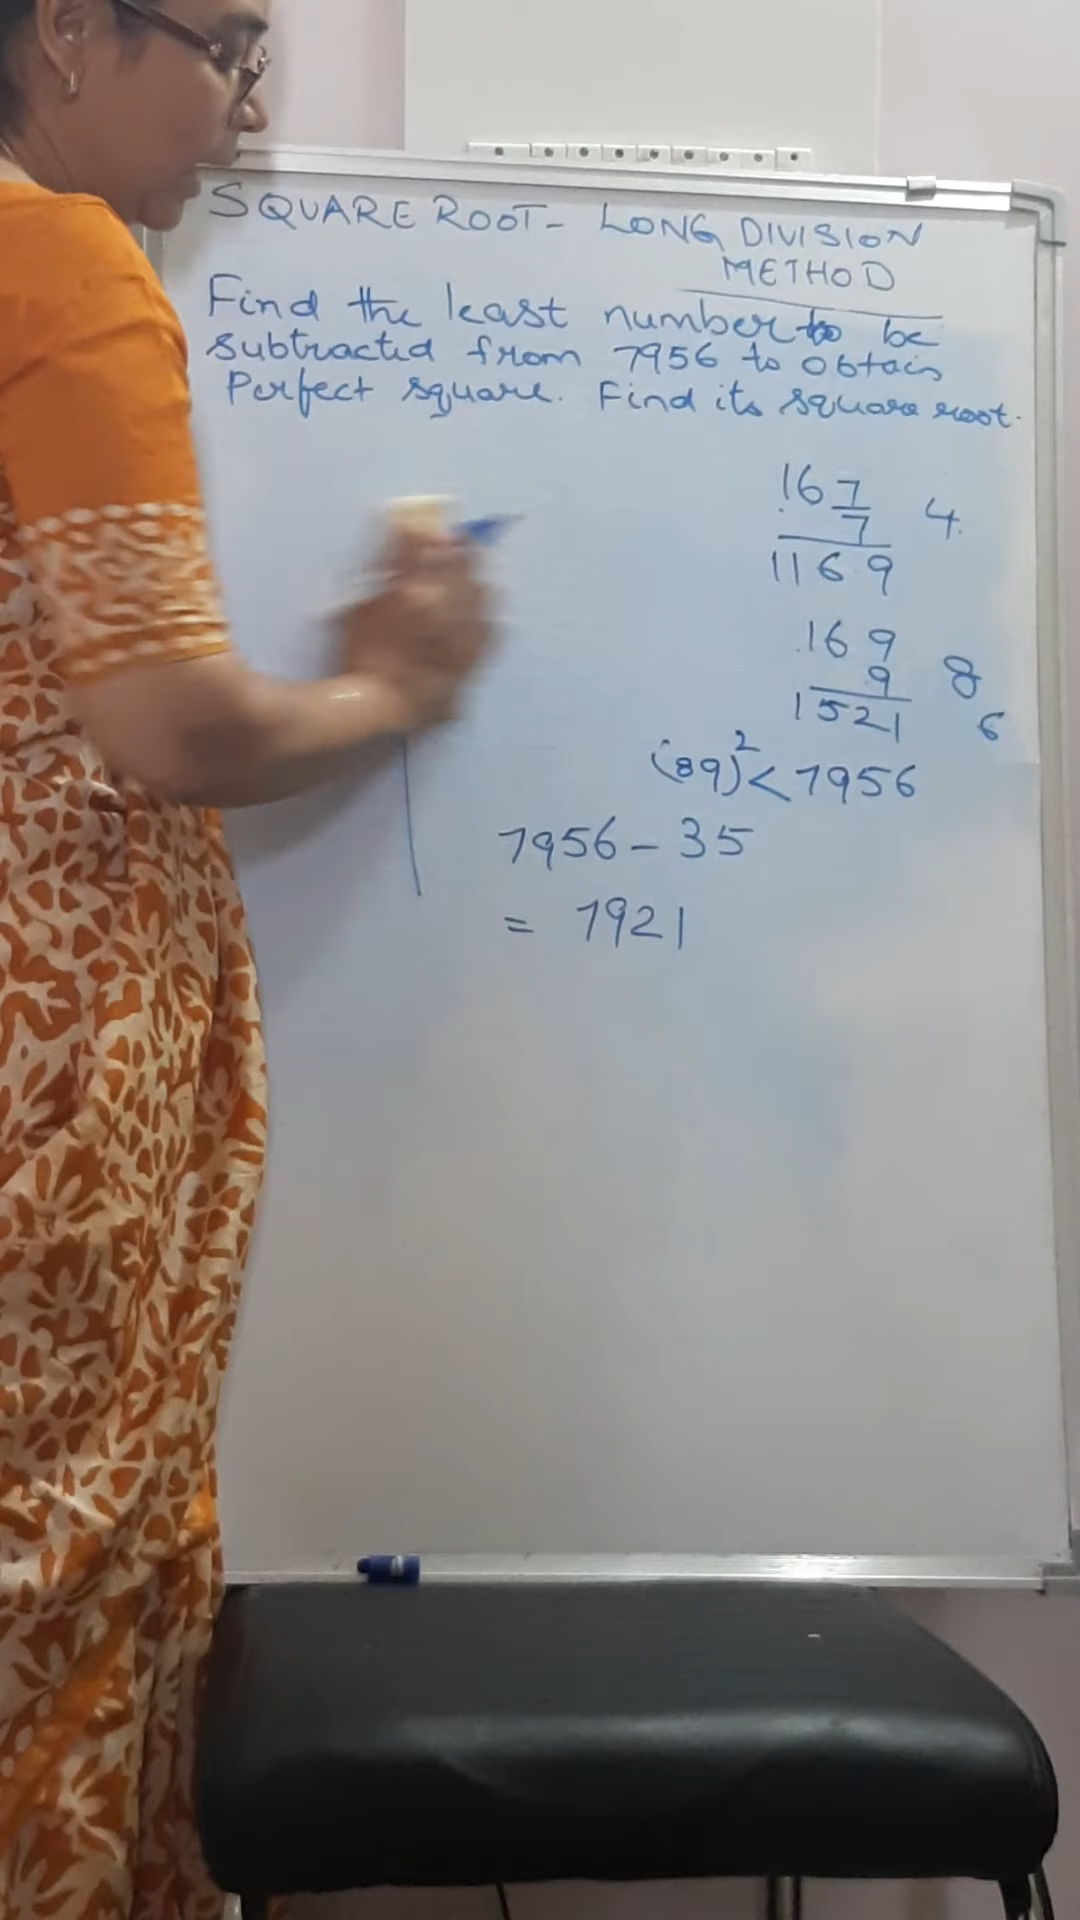 SQUARE ROOT - LONG DIVISION
METHOD
Find the least number to be
subtracted from 7956 to obtain
Perfect square. Find its square root.
167
7
4
1169
169
9
8
1521
6
(89)² < 7956
7956 - 35
= 7921